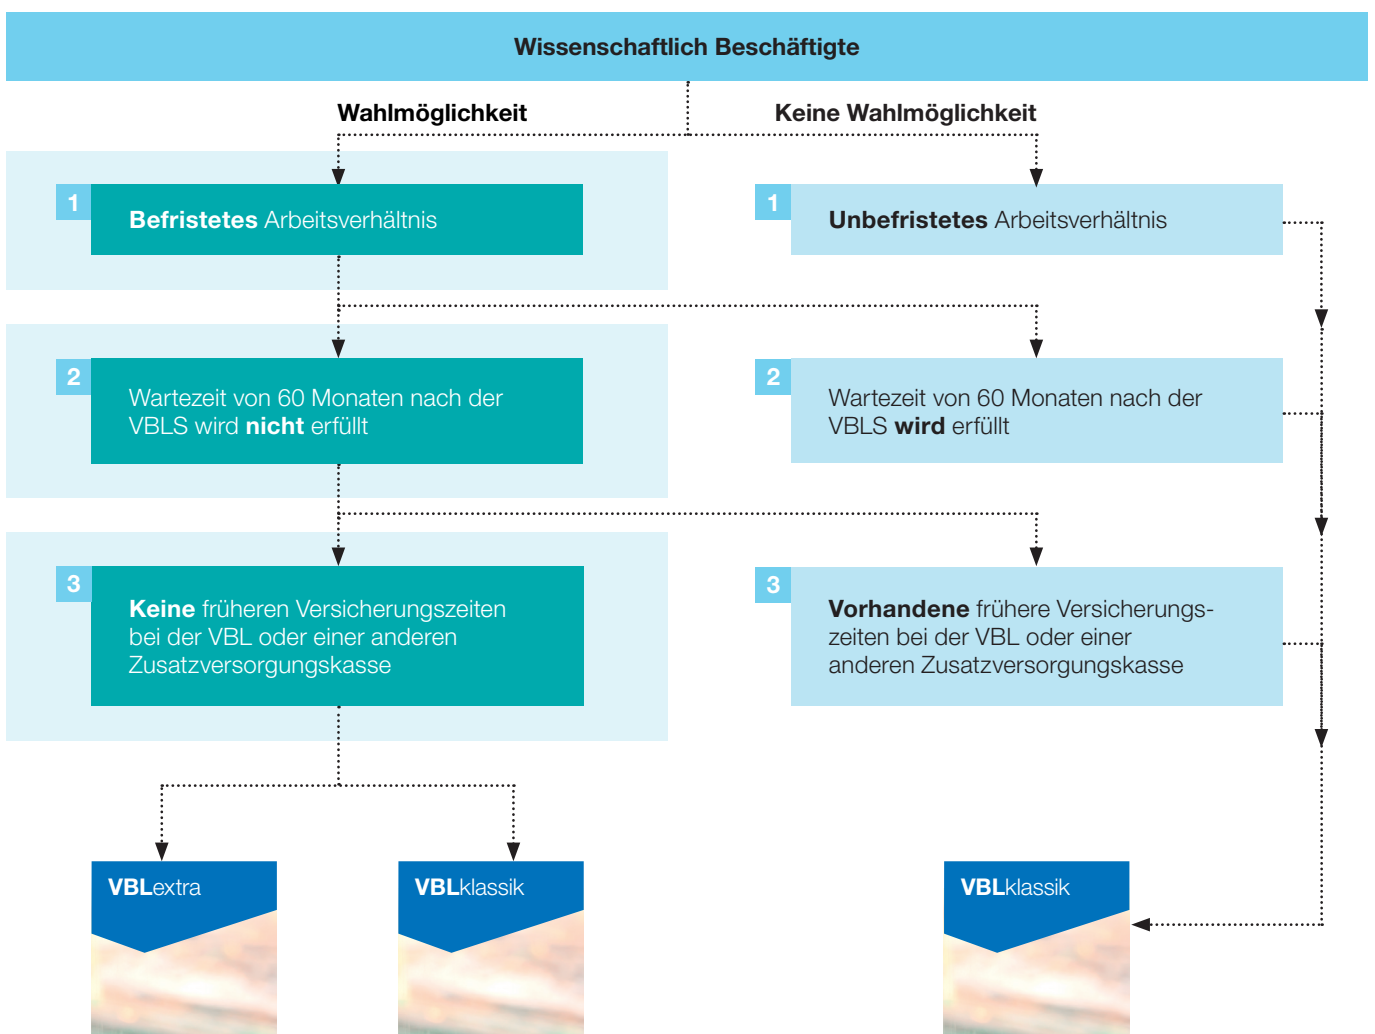 Wissenschaftlich Beschäftigte
Wahlmöglichkeit
Keine Wahlmöglichkeit
1
Befristetes Arbeitsverhältnis
1
Unbefristetes Arbeitsverhältnis
2
Wartezeit von 60 Monaten nach der
VBLS wird nicht erfüllt
2
Wartezeit von 60 Monaten nach der
VBLS wird erfüllt
3
Keine früheren Versicherungszeiten
bei der VBL oder einer anderen
Zusatzversorgungskasse
3
Vorhandene frühere Versicherungs-
zeiten bei der VBL oder einer
anderen Zusatzversorgungskasse
VBLextra
VBLklassik
VBLklassik